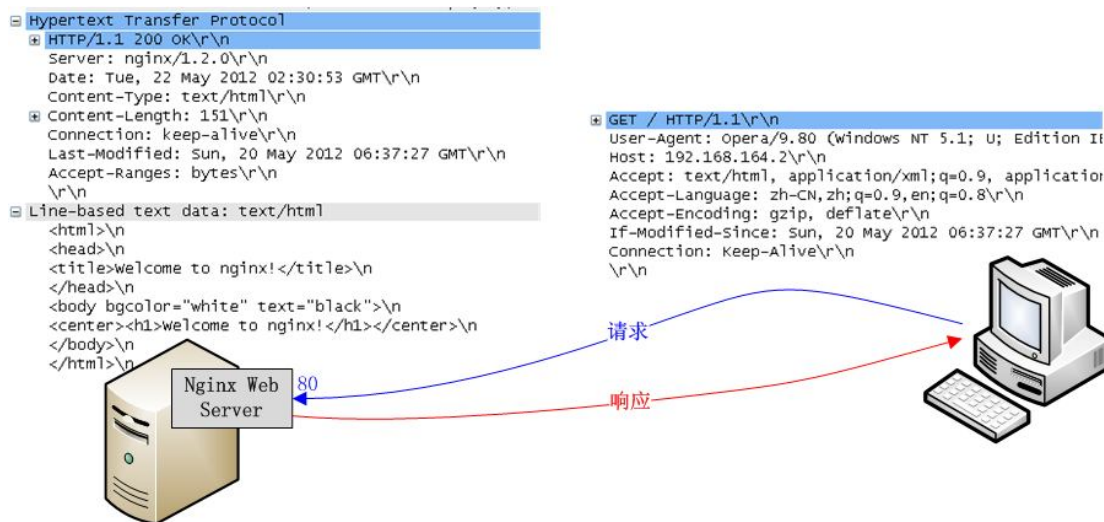 Hypertext Transfer Protocol
HTTP/1.1 200 OK\r\n
Server: nginx/1.2.0\r\n
Date: Tue, 22 May 2012 02:30:53 GMT\r\n
Content-Type: text/html\r\n
Content-Length: 151\r\n
Connection: keep-alive\r\n
Last-Modified: Sun, 20 May 2012 06:37:27 GMT\r\n
Accept-Ranges: bytes\r\n
\r\n
Line-based text data: text/html
<html>\n
<head>\n
<title>Welcome to nginx!</title>\n
</head>\n
<body bgcolor="white" text="black">\n
<center><h1>Welcome to nginx!</h1></center>\n
</body>\n
</html>\n
GET / HTTP/1.1\r\n
User-Agent: Opera/9.80 (Windows NT 5.1; U; Edition
Host: 192.168.164.2\r\n
Accept: text/html, application/xml;q=0.9,
Accept-Language: zh-CN,zh;q=0.9,en;q=0.8\r\n
Accept-Encoding: gzip, deflate\r\n
If-Modified-Since: Sun, 20 May 2012 06:37:27 GMT\r\n
Connection: Keep-Alive\r\n
\r\n
请求
响应
Nginx Web
Server
80